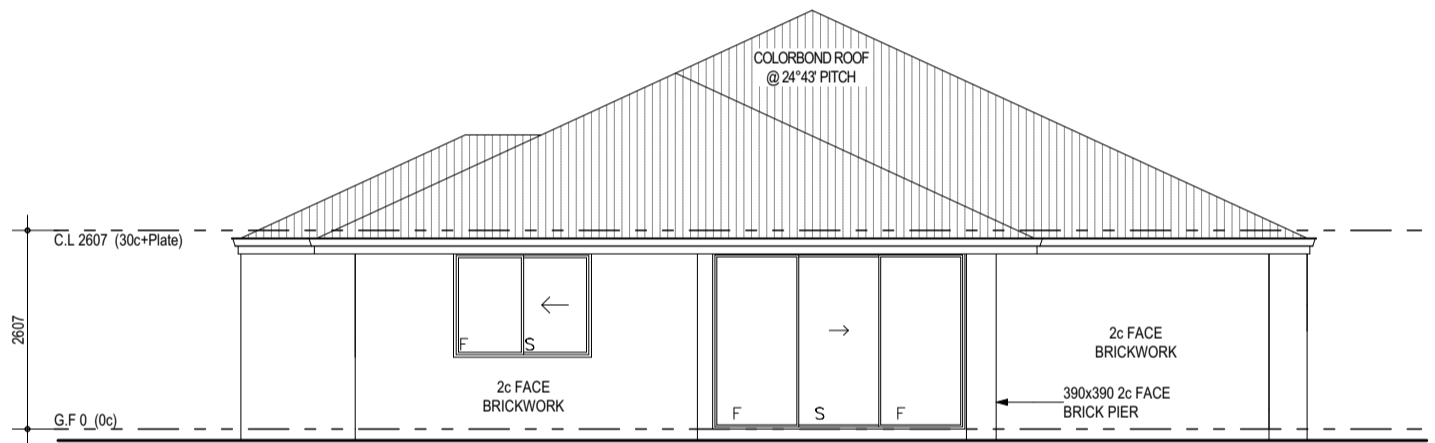 COLORBOND ROOF
@ 24°43' PITCH
C.L 2607 (30c+Plate)
2607
F
S
2c FACE
BRICKWORK
F
S
F
2c FACE
BRICKWORK
390x390 2c FACE
BRICK PIER
G.F 0 (0c)